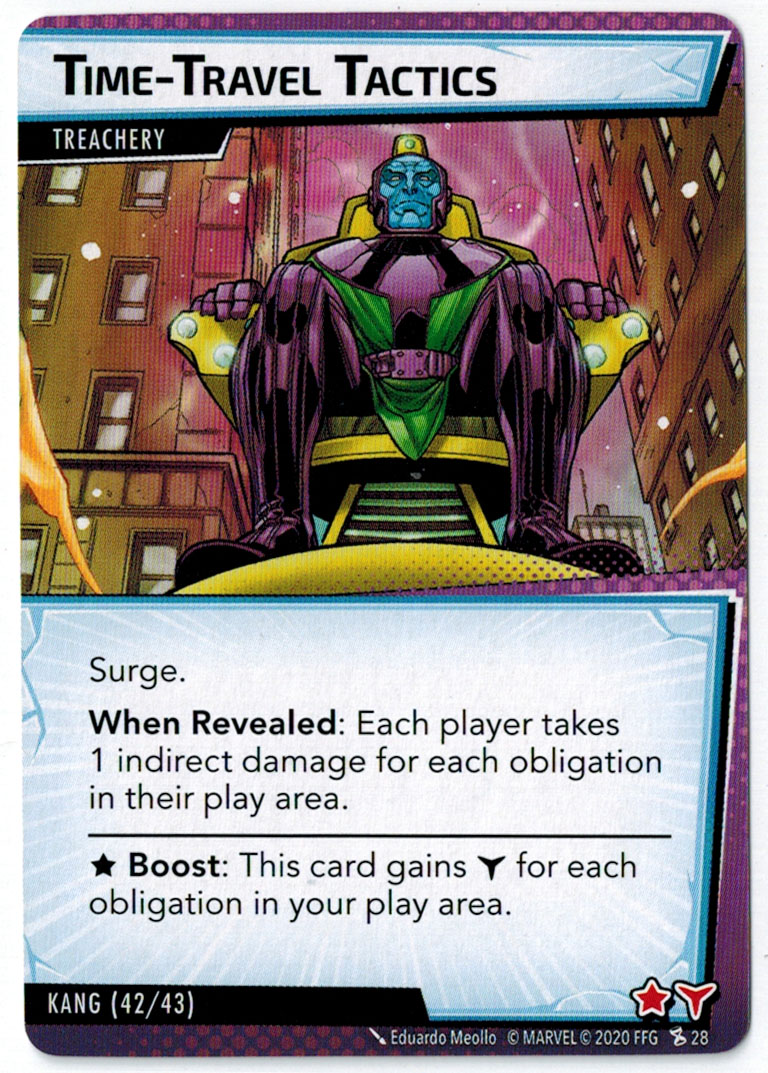 TIME-TRAVEL TACTICS
TREACHERY
Surge.
When Revealed: Each player takes
1 indirect damage for each obligation
in their play area.
★ Boost: This card gains for each
obligation in your play area.
KANG (42/43)
Eduardo Meollo © MARVEL © 2020 FFG 28